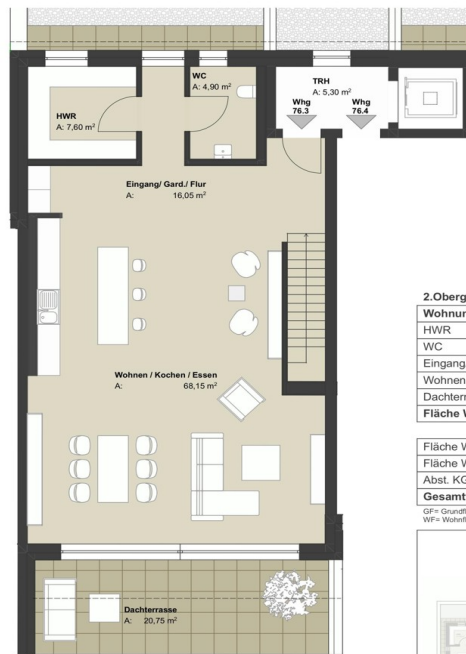 WC
A: 4,90 m²
TRH
A: 5,30 m²
Whg
76.3
Whg
76.4
HWR
A: 7,60 m²
Eingang/ Gard./ Flur
A: 16,05 m²
Wohnen / Kochen / Essen
A: 68,15 m²
Dachterrasse
A: 20,75 m²
2.Oberg
Wohnu
HWR
WC
Eingang
Wohnen
Dachterr
Fläche W
Fläche W
Fläche W
Abst. KG
Gesamt
GF= Grundfl
WF= Wohnfl